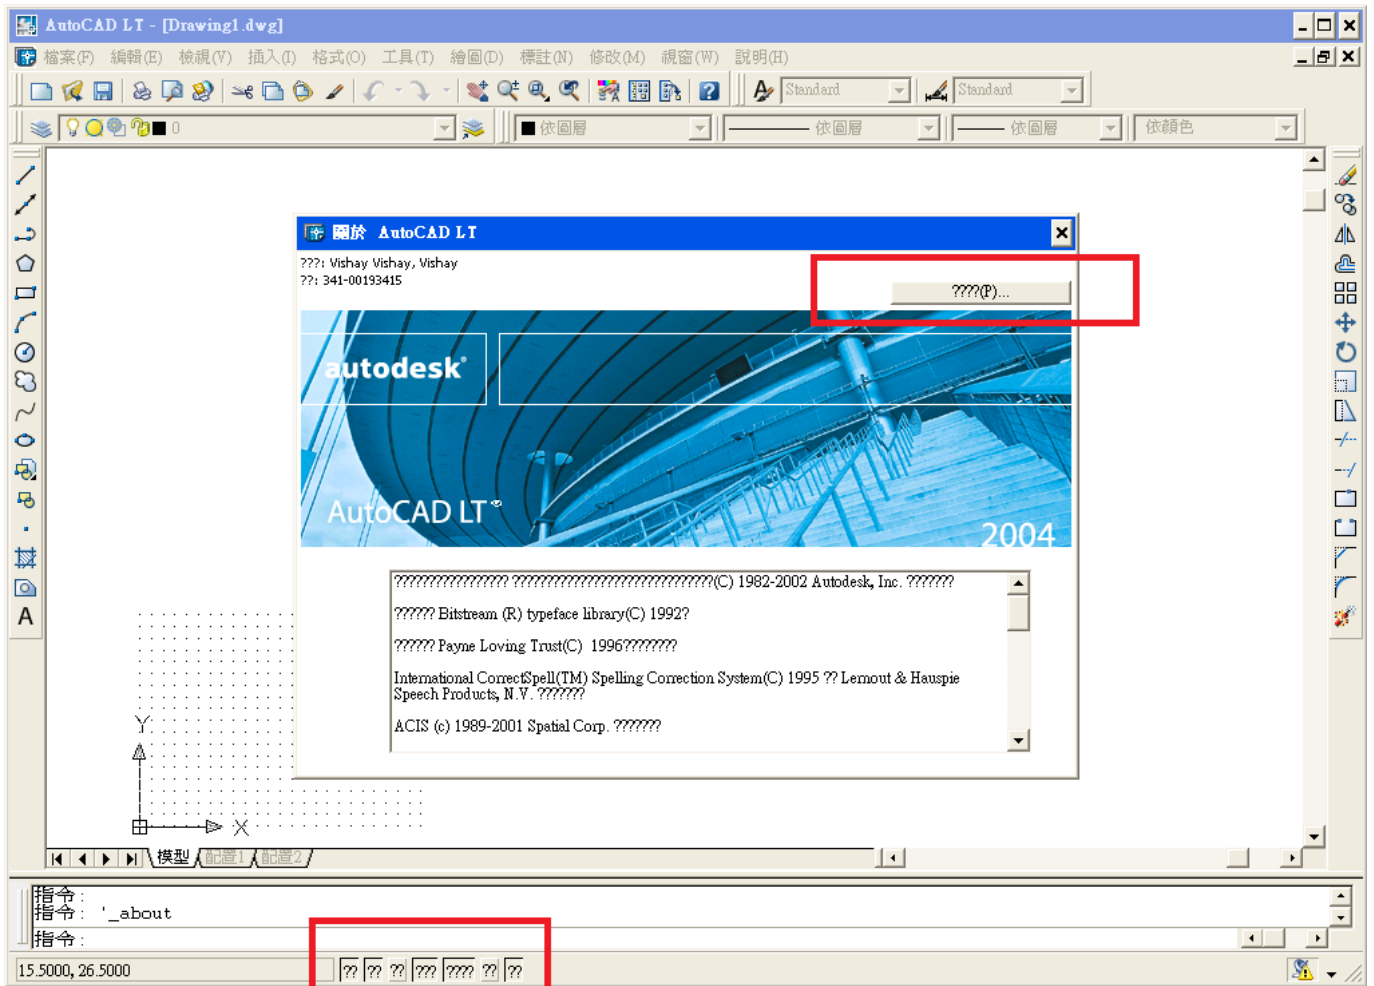 AutoCAD LT - [Drawing1.dwg]
檔案(F) 編輯(E) 檢視(V) 插入(I) 格式(O) 工具(T) 繪圖(D) 標註(N) 修改(M) 視窗(W) 說明(H)
Standard Standard
0 依圖層 依圖層 依圖層 依顏色
關於 AutoCAD LT
???: Vishay Vishay, Vishay
??: 341-00193415
????(P)...
autodesk®
AutoCAD LT®
2004
???????????????? ????????????????????????????(C) 1982-2002 Autodesk, Inc. ???????
?????? Bitstream (R) typeface library(C) 1992?
?????? Payne Loving Trust(C) 1996????????
International CorrectSpell(TM) Spelling Correction System(C) 1995 ?? Lernout & Hauspie
Speech Products, N.V. ???????
ACIS (c) 1989-2001 Spatial Corp. ???????
Y
X
模型 配置1 配置2
指令:
指令: '_about
指令:
15.5000, 26.5000 ?? ?? ?? ??? ???? ?? ??
A